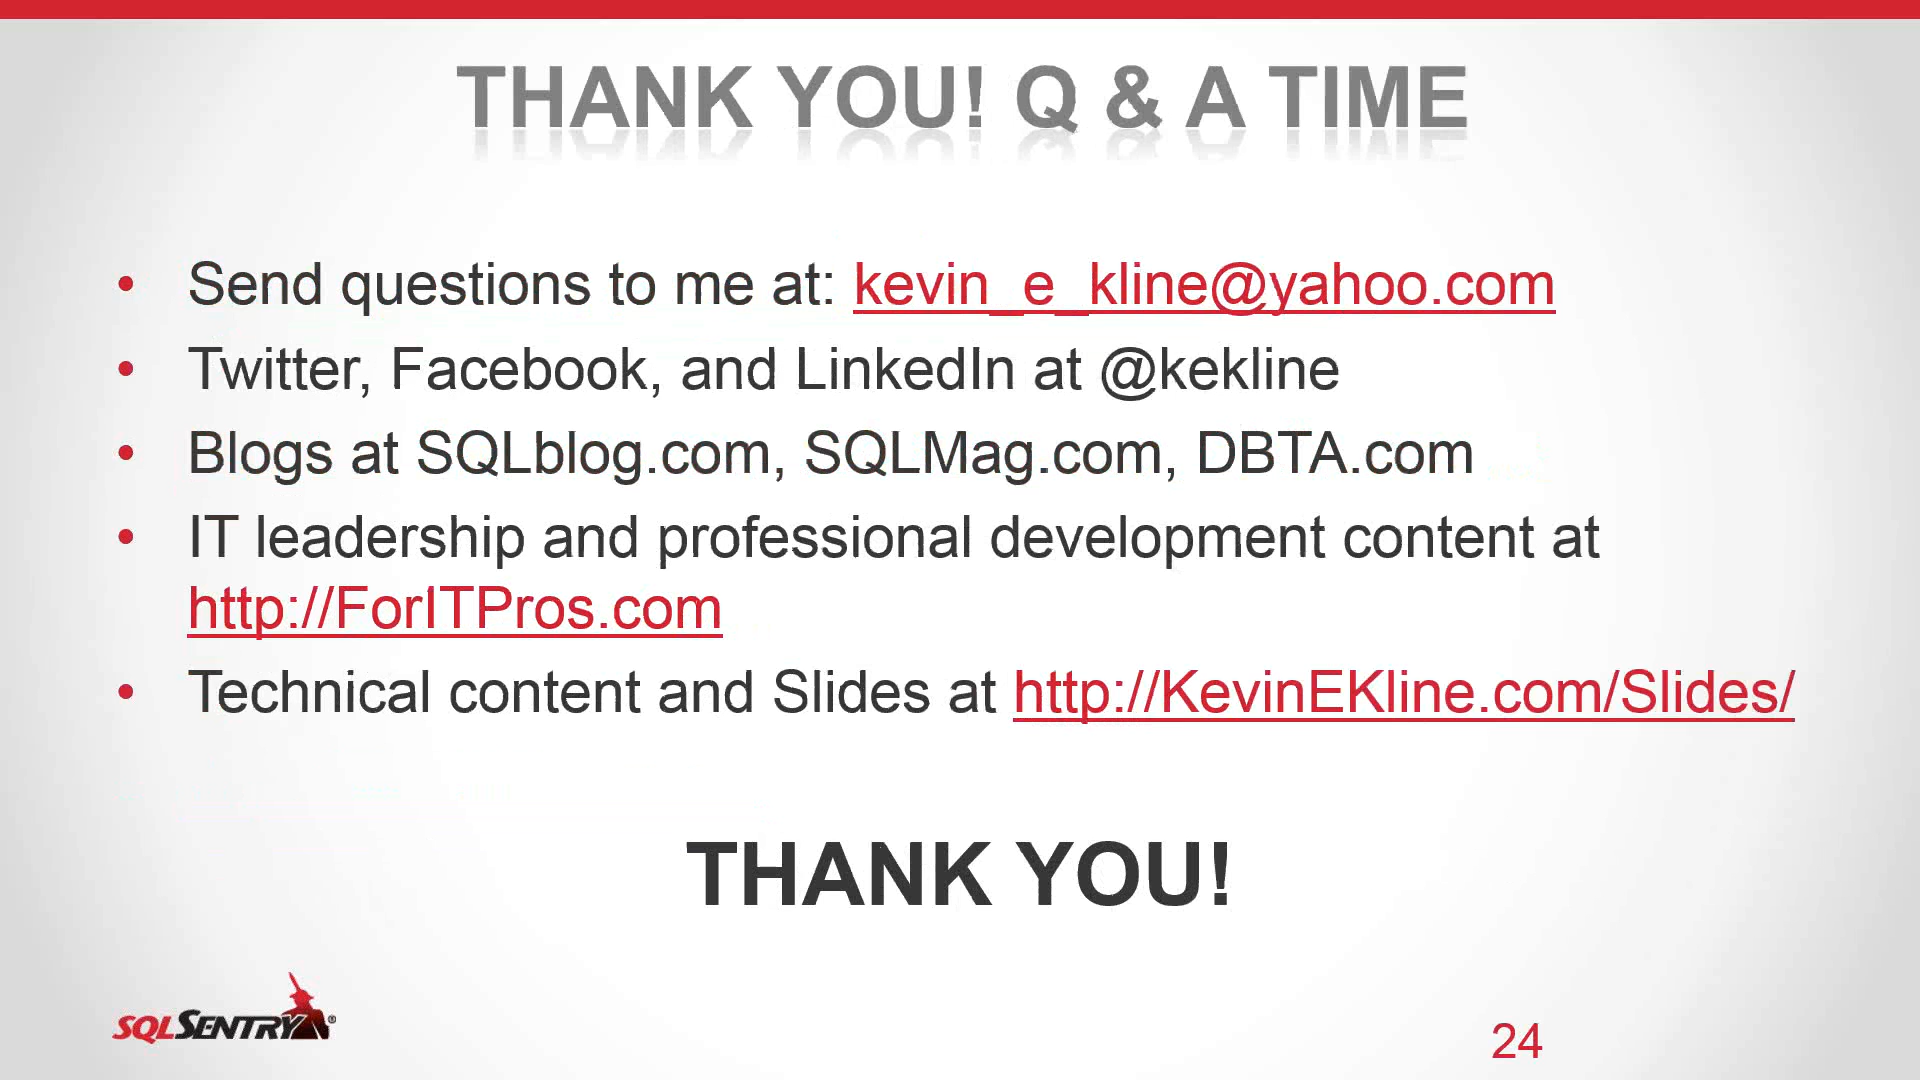 THANK YOU! Q & A TIME
• Send questions to me at: kevin_e_kline@yahoo.com
• Twitter, Facebook, and LinkedIn at @kekline
• Blogs at SQLblog.com, SQLMag.com, DBTA.com
• IT leadership and professional development content at
http://ForITPros.com
• Technical content and Slides at http://KevinEKline.com/Slides/
THANK YOU!
SQLSENTRY®
24